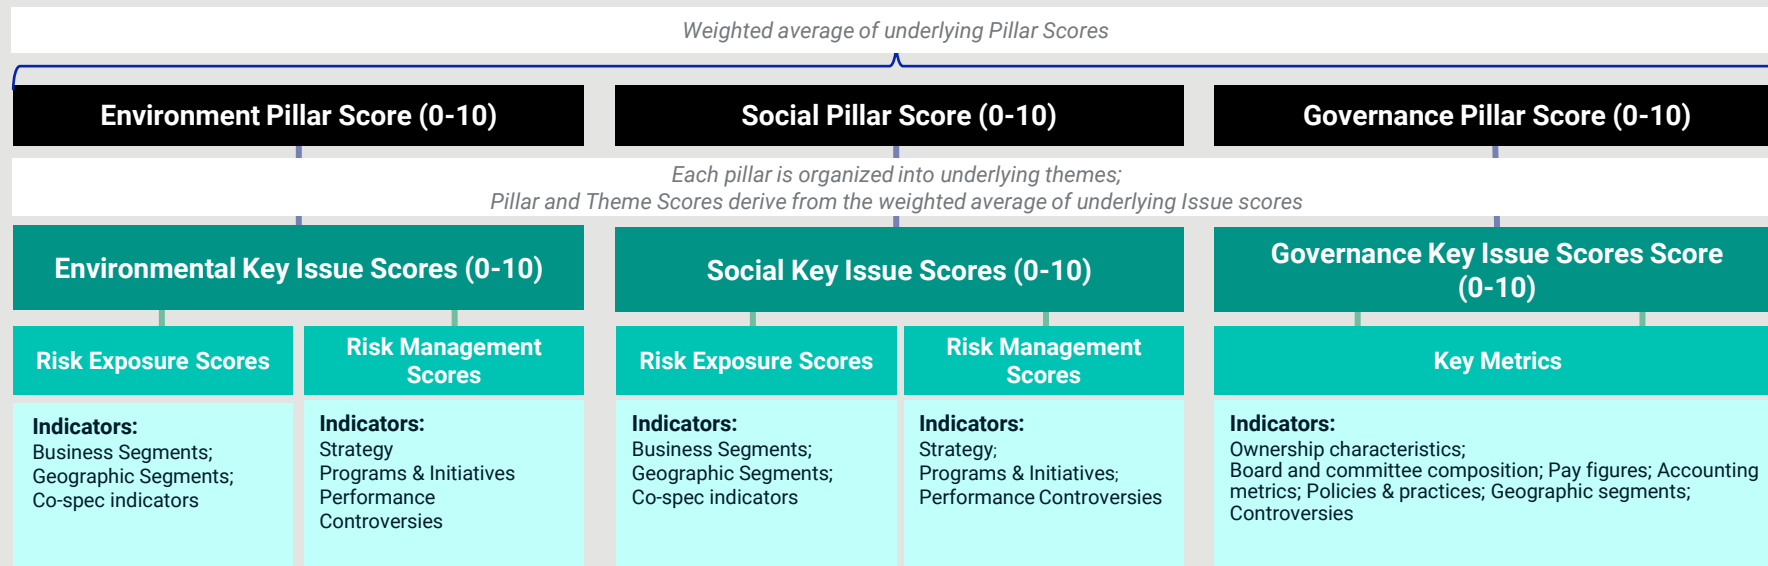 Weighted average of underlying Pillar Scores
Environment Pillar Score (0-10)
Social Pillar Score (0-10)
Governance Pillar Score (0-10)
Each pillar is organized into underlying themes;
Pillar and Theme Scores derive from the weighted average of underlying Issue scores
Environmental Key Issue Scores (0-10)
Social Key Issue Scores (0-10)
Governance Key Issue Scores Score
(0-10)
Risk Exposure Scores
Risk Management
Scores
Risk Exposure Scores
Risk Management
Scores
Key Metrics
Indicators:
Business Segments;
Geographic Segments;
Co-spec indicators
Indicators:
Strategy
Programs & Initiatives
Performance
Controversies
Indicators:
Business Segments;
Geographic Segments;
Co-spec indicators
Indicators:
Strategy;
Programs & Initiatives;
Performance Controversies
Indicators:
Ownership characteristics;
Board and committee composition; Pay figures; Accounting
metrics; Policies & practices; Geographic segments;
Controversies